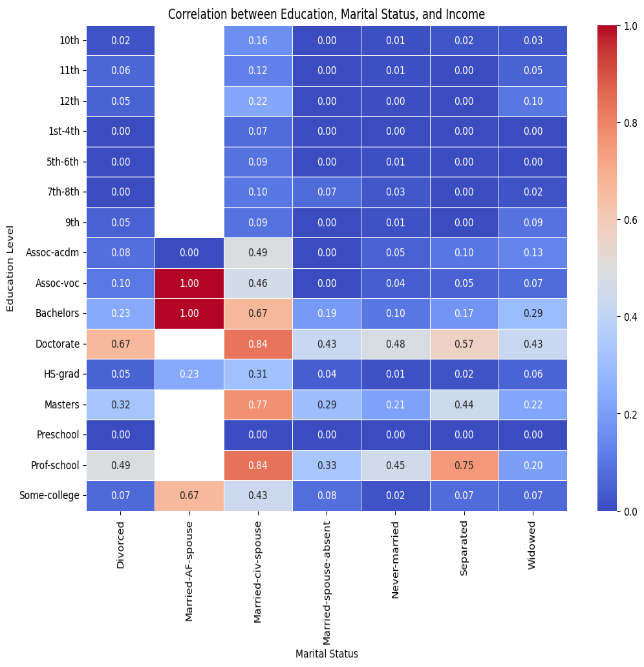 Correlation between Education, Marital Status, and Income
10th 0.02 0.16 0.00 0.01 0.02 0.03
11th 0.06 0.12 0.00 0.01 0.00 0.05
12th 0.05 0.22 0.00 0.00 0.00 0.10
1st-4th 0.00 0.07 0.00 0.00 0.00 0.00
5th-6th 0.00 0.09 0.00 0.01 0.00 0.00
7th-8th 0.00 0.10 0.07 0.03 0.00 0.02
9th 0.05 0.09 0.00 0.01 0.00 0.09
Assoc-acdm 0.08 0.00 0.49 0.00 0.05 0.10 0.13
Assoc-voc 0.10 1.00 0.46 0.00 0.04 0.05 0.07
Bachelors 0.23 1.00 0.67 0.19 0.10 0.17 0.29
Doctorate 0.67 0.84 0.43 0.48 0.57 0.43
HS-grad 0.05 0.23 0.31 0.04 0.01 0.02 0.06
Masters 0.32 0.77 0.29 0.21 0.44 0.22
Preschool 0.00 0.00 0.00 0.00 0.00 0.00
Prof-school 0.49 0.84 0.33 0.45 0.75 0.20
Some-college 0.07 0.67 0.43 0.08 0.02 0.07 0.07
Education Level
Divorced
Married-AF-spouse
Married-civ-spouse
Married-spouse-absent
Never-married
Separated
Widowed
Marital Status
1.0
0.8
0.6
0.4
0.2
0.0